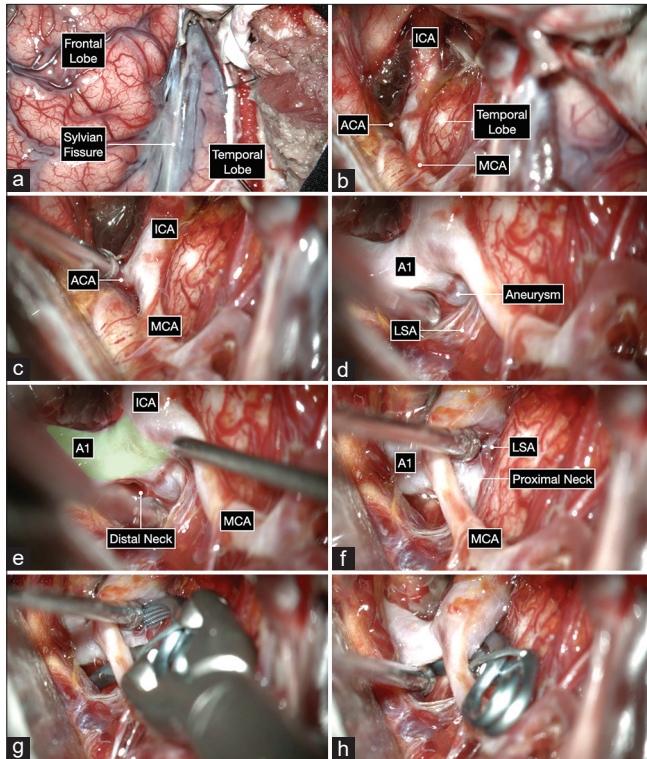 Frontal
Lobe
Sylvian
Fissure
Temporal
Lobe
a
ICA
ACA
Temporal
Lobe
MCA
b
ICA
ACA
MCA
c
A1
Aneurysm
LSA
d
ICA
A1
MCA
Distal Neck
e
A1
LSA
Proximal Neck
MCA
f
g
h